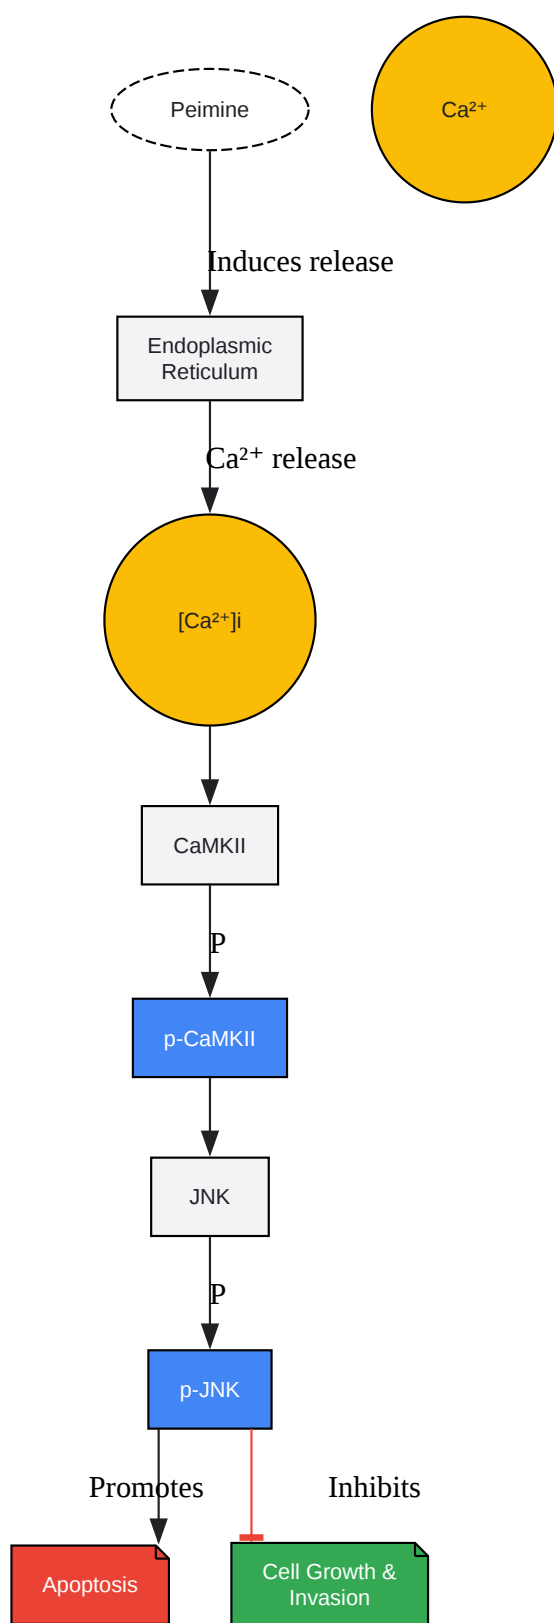 Peimine
Ca²⁺
Induces release
Endoplasmic
Reticulum
Ca²⁺ release
[Ca²⁺]i
CaMKII
P
p-CaMKII
JNK
P
p-JNK
Promotes
Inhibits
Apoptosis
Cell Growth &
Invasion